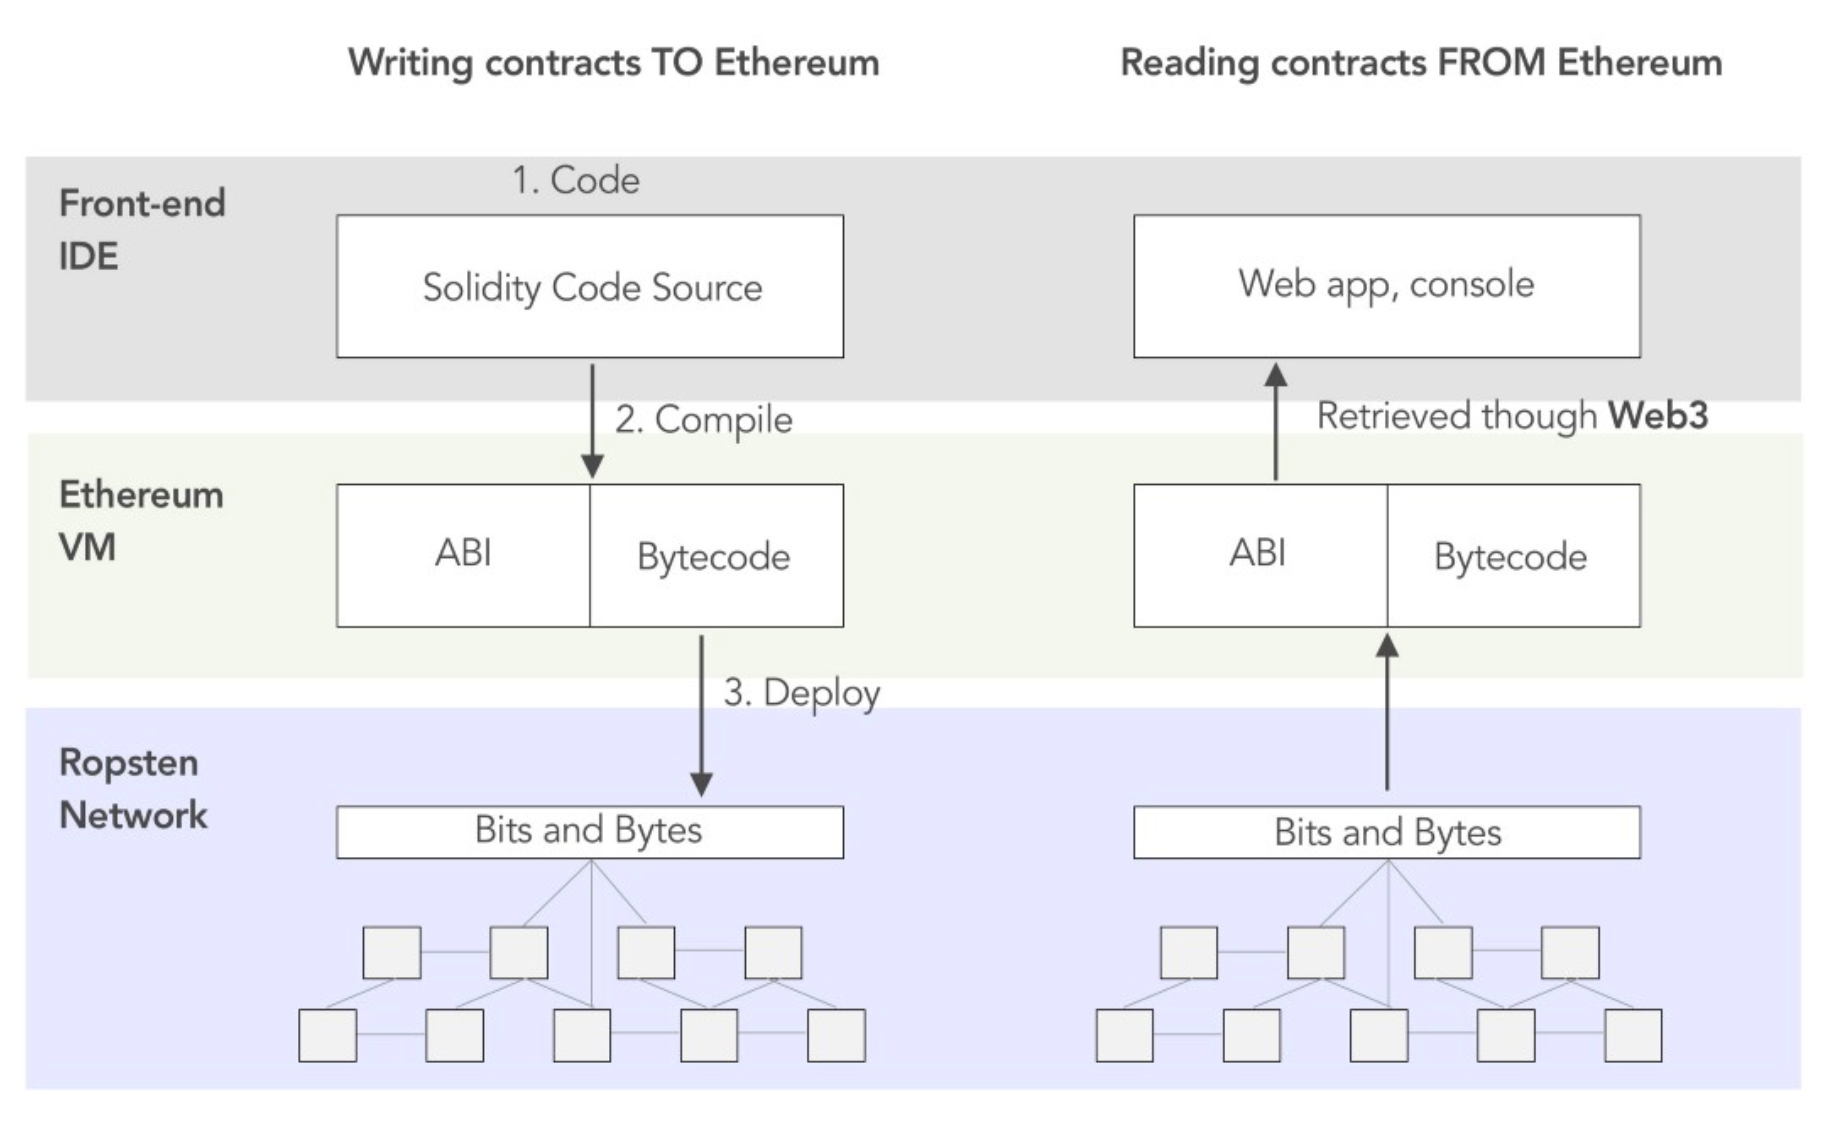 Writing contracts TO Ethereum
Reading contracts FROM Ethereum
Front-end
IDE
1. Code
Solidity Code Source
Web app, console
2. Compile
Retrieved though Web3
Ethereum
VM
ABI
Bytecode
ABI
Bytecode
3. Deploy
Ropsten
Network
Bits and Bytes
Bits and Bytes